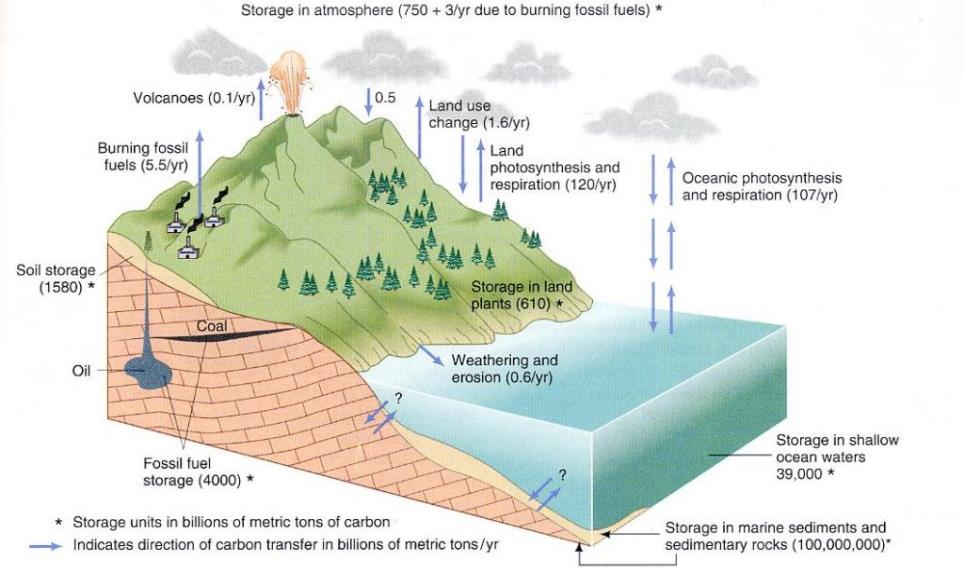 Storage in atmosphere (750 + 3/yr due to burning fossil fuels) *
Volcanoes (0.1/yr)
0.5
Land use
change (1.6/yr)
Burning fossil
fuels (5.5/yr)
Land
photosynthesis and
respiration (120/yr)
Oceanic photosynthesis
and respiration (107/yr)
Soil storage
(1580) *
Storage in land
plants (610) *
Coal
Oil
Weathering and
erosion (0.6/yr)
?
Fossil fuel
storage (4000) *
?
Storage in shallow
ocean waters
39,000 *
* Storage units in billions of metric tons of carbon
Indicates direction of carbon transfer in billions of metric tons/yr
Storage in marine sediments and
sedimentary rocks (100,000,000)*